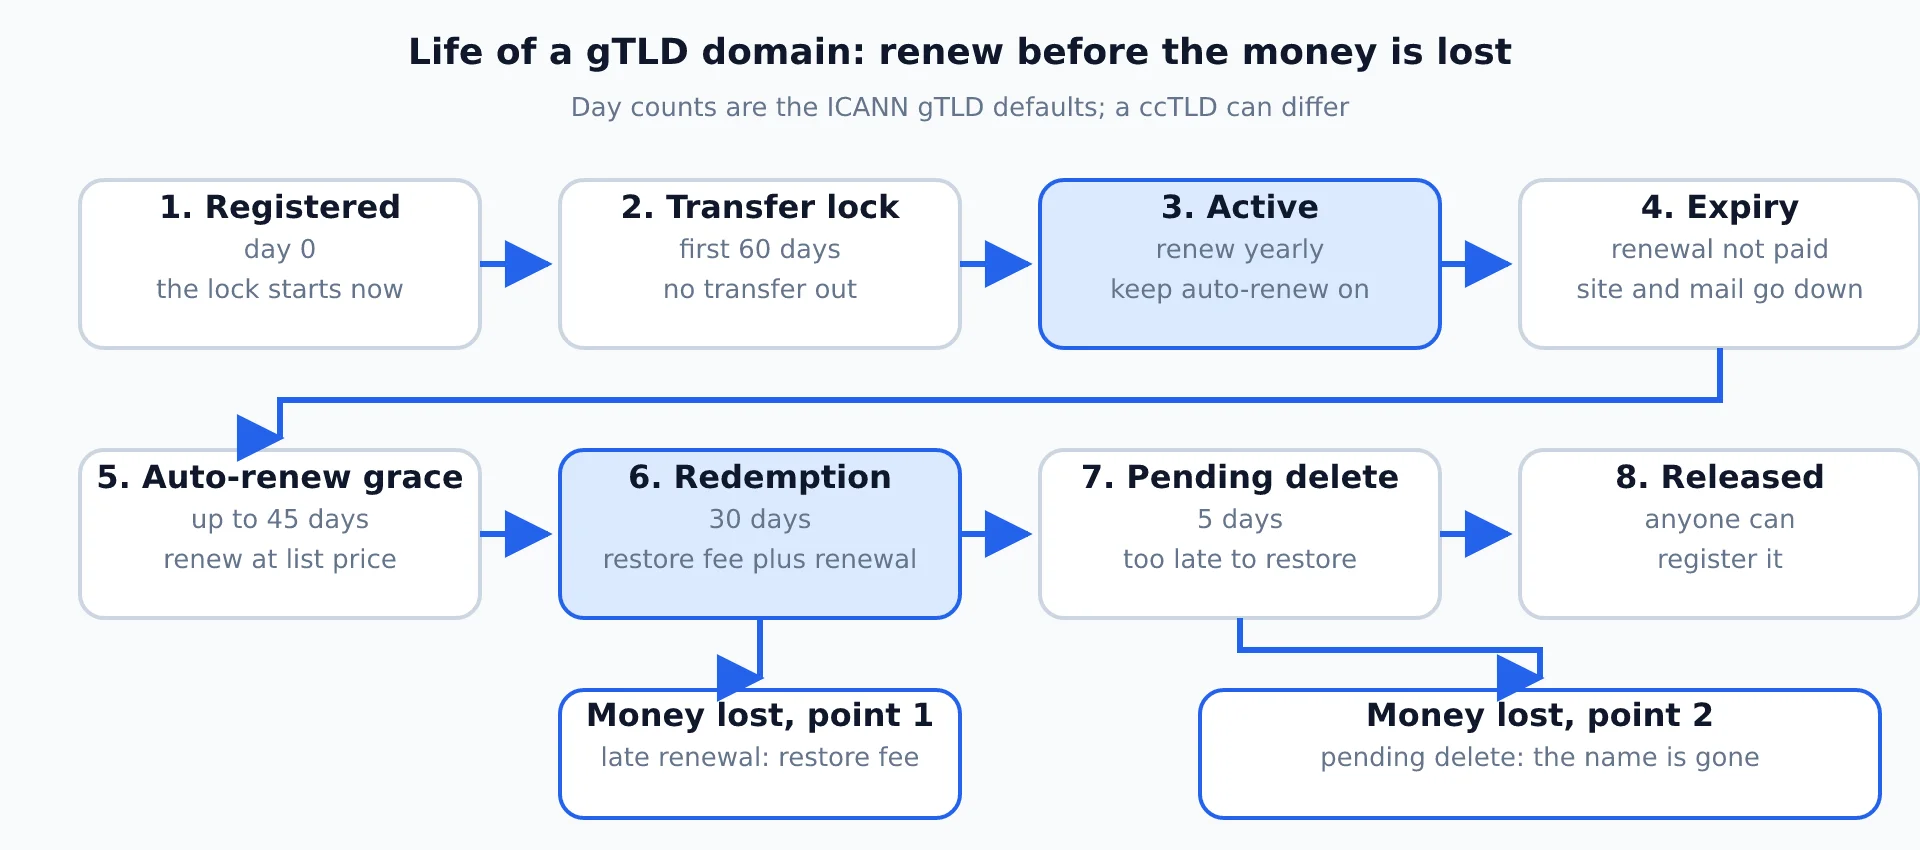 Life of a gTLD domain: renew before the money is lost
Day counts are the ICANN gTLD defaults; a ccTLD can differ
1. Registered
day 0
the lock starts now
2. Transfer lock
first 60 days
no transfer out
3. Active
renew yearly
keep auto-renew on
4. Expiry
renewal not paid
site and mail go down
5. Auto-renew grace
up to 45 days
renew at list price
6. Redemption
30 days
restore fee plus renewal
7. Pending delete
5 days
too late to restore
8. Released
anyone can
register it
Money lost, point 1
late renewal: restore fee
Money lost, point 2
pending delete: the name is gone